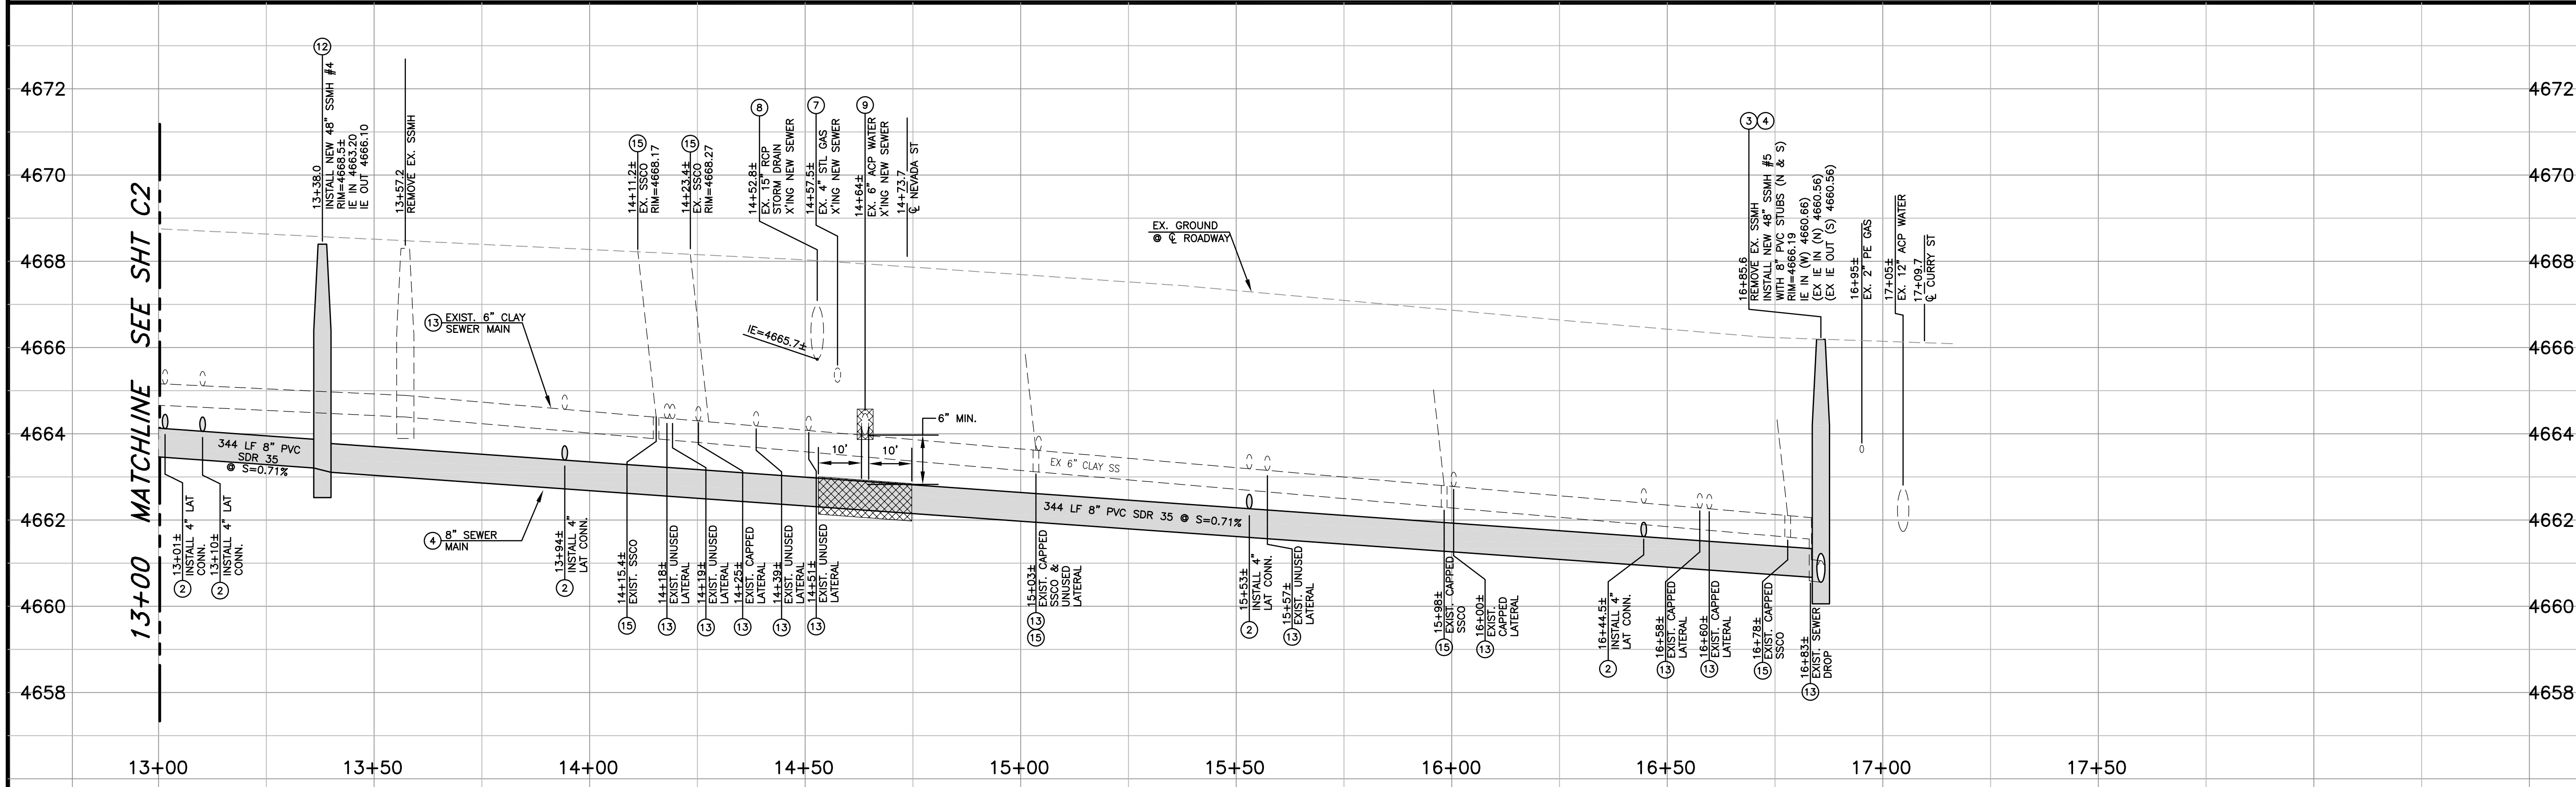 4672
4670
4668
4666
4664
4662
4660
4658
13+00 MATCHLINE SEE SHT C2
12
13+38.0
INSTALL NEW 48" SSMH #4
RIM=4668.5±
IE IN 4663.20
IE OUT 4666.10
13+57.2
REMOVE EX. SSMH
15
14+11.2±
EX. SSCO
RIM=4668.17
15
14+23.4±
EX. SSCO
RIM=4668.27
8
14+52.8±
EX. 15" RCP
STORM DRAIN
X'ING NEW SEWER
7
14+57.5±
EX. 4" STL GAS
X'ING NEW SEWER
9
14+64±
EX. 6" ACP WATER
X'ING NEW SEWER
14+73.7
℄ NEVADA ST
EX. GROUND
@ ℄ ROADWAY
3
4
16+85.6
REMOVE EX. SSMH
INSTALL NEW 48" SSMH #5
WITH 8" PVC STUBS (N & S)
RIM=4666.19
IE IN (W) 4660.66)
(EX IE IN (N) 4660.56)
(EX IE OUT (S) 4660.56)
16+95±
EX. 2" PE GAS
17+05±
EX. 12" ACP WATER
17+09.7
℄ CURRY ST
13
EXIST. 6" CLAY
SEWER MAIN
IE=4665.7±
6" MIN.
10'
10'
344 LF 8" PVC
SDR 35
@ S=0.71%
EX 6" CLAY SS
344 LF 8" PVC SDR 35 @ S=0.71%
4
8" SEWER
MAIN
13+01±
INSTALL 4" LAT
CONN.
2
13+10±
INSTALL 4" LAT
CONN.
2
13+94±
INSTALL 4"
LAT CONN.
2
14+15.4±
EXIST. SSCO
15
14+18±
EXIST. UNUSED
LATERAL
13
14+19±
EXIST. UNUSED
LATERAL
13
14+25±
EXIST. CAPPED
LATERAL
13
14+39±
EXIST. UNUSED
LATERAL
13
14+51±
EXIST. UNUSED
LATERAL
13
15+03±
EXIST. CAPPED
SSCO &
UNUSED
LATERAL
13
15
15+53±
INSTALL 4"
LAT CONN.
2
15+57±
EXIST. UNUSED
LATERAL
13
15+98±
EXIST. CAPPED
SSCO
15
16+00±
EXIST.
CAPPED
LATERAL
13
16+44.5±
INSTALL 4"
LAT CONN.
2
16+58±
EXIST. CAPPED
LATERAL
13
16+60±
EXIST. CAPPED
LATERAL
13
16+78±
EXIST. CAPPED
SSCO
15
16+83±
EXIST. SEWER
DROP
13
4672
4670
4668
4666
4664
4662
4660
4658
13+00
13+50
14+00
14+50
15+00
15+50
16+00
16+50
17+00
17+50